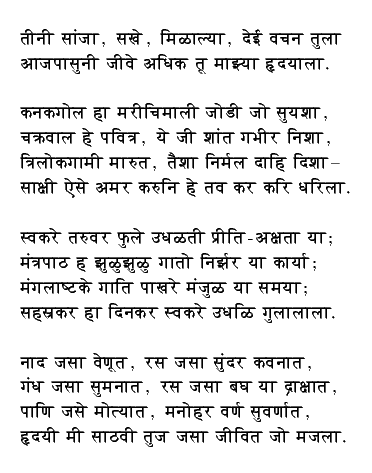 तीनी सांजा, सखे, मिळाल्या, देई वचन तुला
आजपासुनी जीवे अधिक तू माझ्या हृदयाला.
कनकगोल हा मरीचिमाली जोडी जो सुयशा,
चक्रवाल हे पवित्र, ये जी शांत गभीर निशा,
त्रिलोकगामी मारुत, तैशा निर्मल दाहि दिशा–
साक्षी ऐसे अमर करुनि हे तव कर करि धरिला.
स्वकरे तरुवर फुले उधळती प्रीति-अक्षता या;
मंत्रपाठ ह झुळुझुळु गातो निर्झर या कार्या;
मंगलाष्टके गाति पाखरे मंजुळ या समया;
सहस्रकर हा दिनकर स्वकरे उधळि गुलालाला.
नाद जसा वेणूत, रस जसा सुंदर कवनात,
गंध जसा सुमनात, रस जसा बघ या द्राक्षात,
पाणि जसे मोत्यात, मनोहर वर्ण सुवर्णात,
हृदयी मी साठवी तुज जसा जीवित जो मजला.